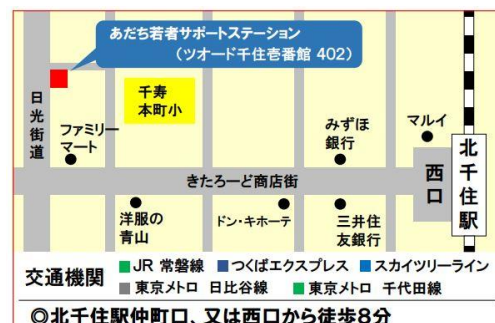 あだち若者サポートステーション
（ツオード千住壱番館 402）
日光街道
千寿
本町小
ファミリー
マート
みずほ
銀行
マルイ
北千住駅
西口
きたろーど商店街
洋服の
青山
ドン・キホーテ
三井住
友銀行
交通機関 ■JR 常磐線 ■つくばエクスプレス ■スカイツリーライン
■東京メトロ 日比谷線 ■東京メトロ 千代田線
◎北千住駅仲町口、又は西口から徒歩8分